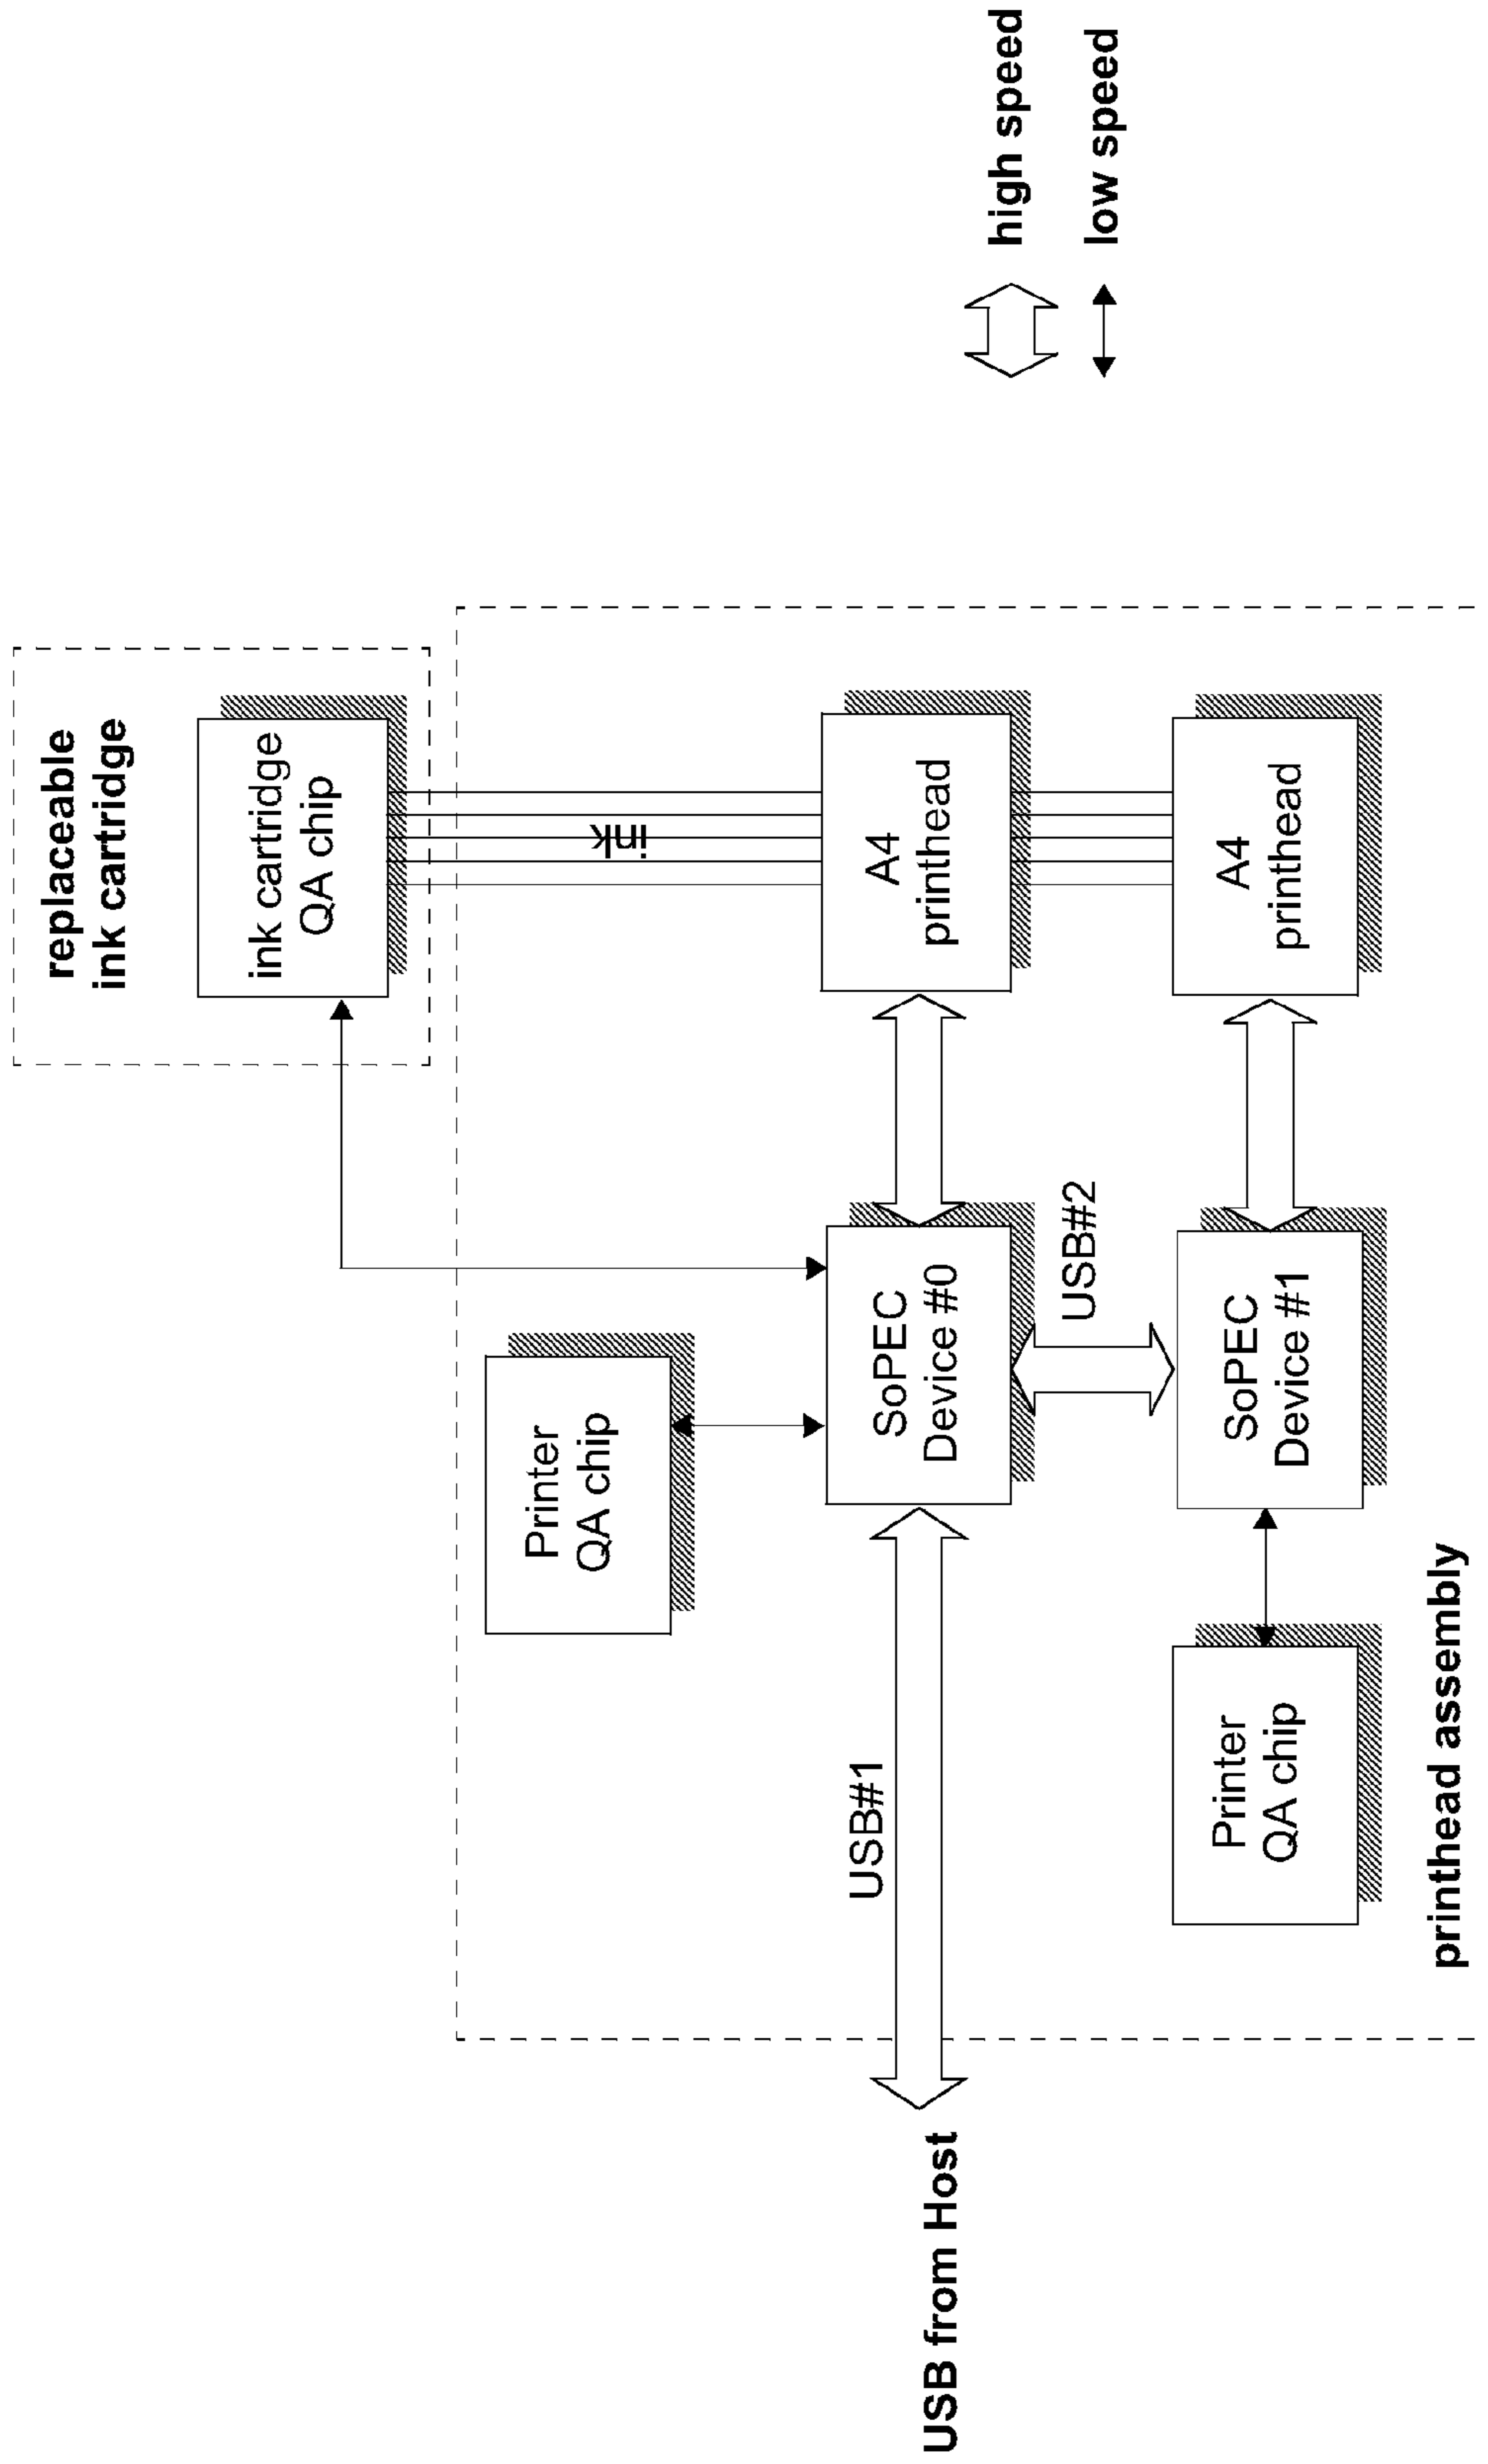 replaceable
ink cartridge
ink cartridge
QA chip
ink
Printer
QA chip
USB from Host
USB#1
SoPEC
Device #0
A4
printhead
high speed
low speed
USB#2
Printer
QA chip
SoPEC
Device #1
A4
printhead
printhead assembly